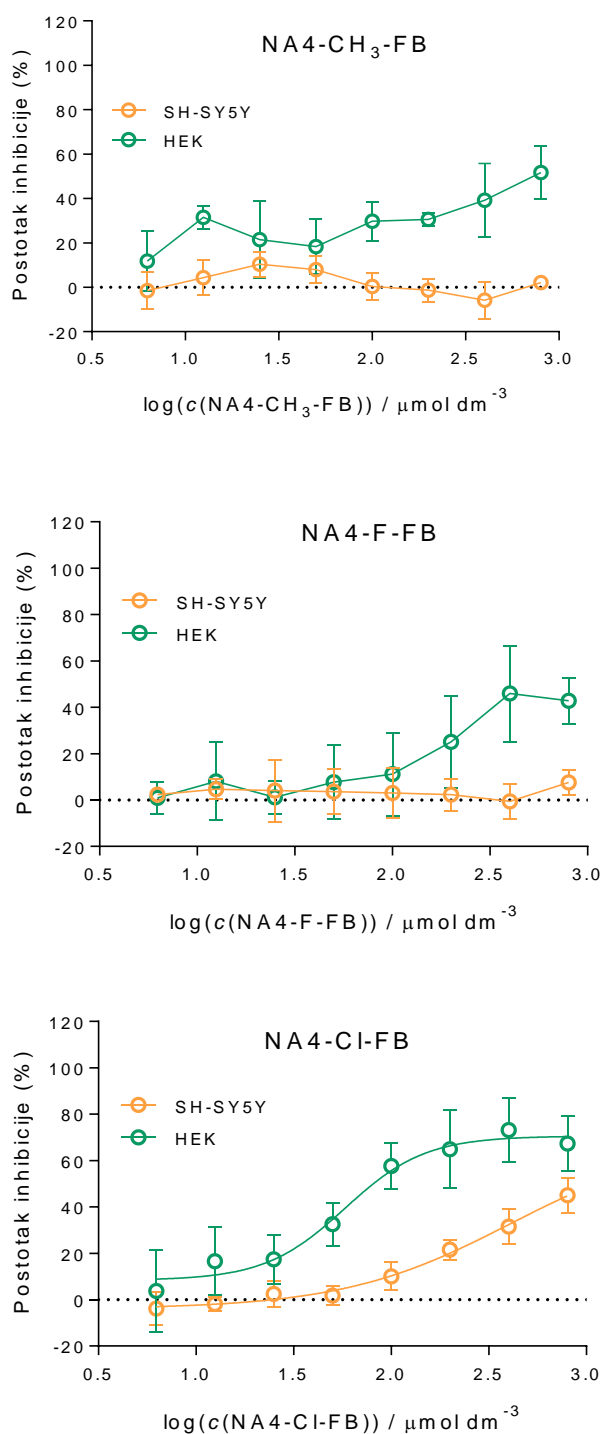 NA4-CH₃-FB
Postotak inhibicije (%)
120
100
80
60
40
20
0
-20
SH-SY5Y
HEK
0.5 1.0 1.5 2.0 2.5 3.0
log(c(NA4-CH₃-FB)) / µmol dm⁻³
NA4-F-FB
Postotak inhibicije (%)
120
100
80
60
40
20
0
-20
SH-SY5Y
HEK
0.5 1.0 1.5 2.0 2.5 3.0
log(c(NA4-F-FB)) / µmol dm⁻³
NA4-Cl-FB
Postotak inhibicije (%)
120
100
80
60
40
20
0
-20
SH-SY5Y
HEK
0.5 1.0 1.5 2.0 2.5 3.0
log(c(NA4-Cl-FB)) / µmol dm⁻³